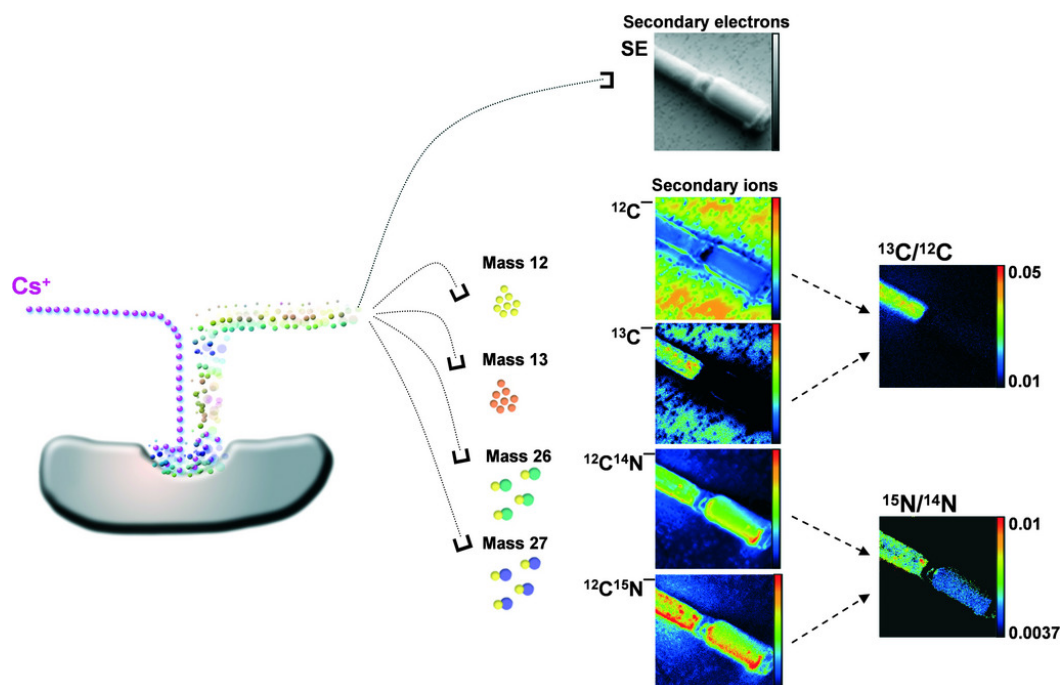 Secondary electrons
SE
Secondary ions
¹²C⁻
Mass 12
¹³C/¹²C
0.05
Cs⁺
¹³C⁻
Mass 13
0.01
¹²C¹⁴N⁻
Mass 26
¹⁵N/¹⁴N
0.01
Mass 27
¹²C¹⁵N⁻
0.0037